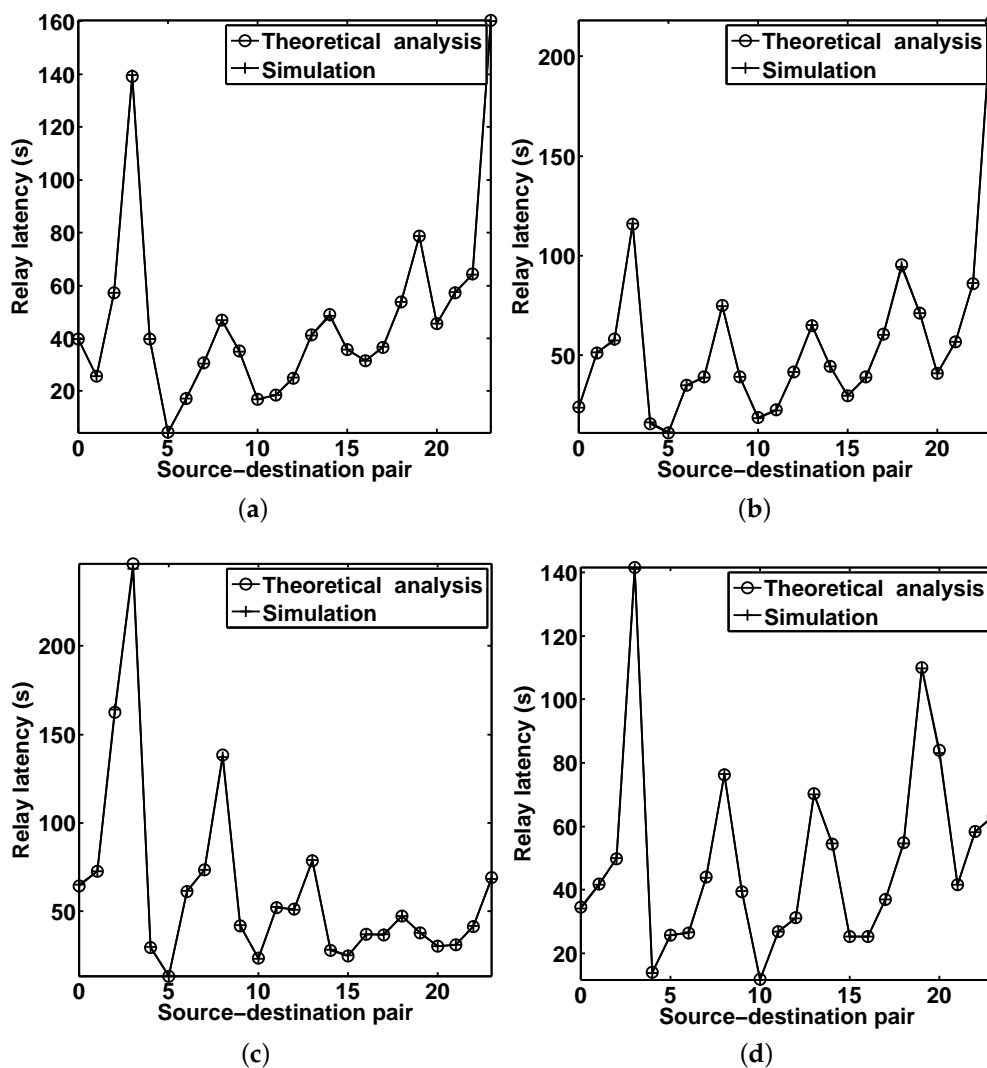 160
140
120
100
80
60
40
20
Relay latency (s)
Theoretical analysis
Simulation
0 5 10 15 20
Source-destination pair
(a)
200
150
100
50
Relay latency (s)
Theoretical analysis
Simulation
0 5 10 15 20
Source-destination pair
(b)
200
150
100
50
Relay latency (s)
Theoretical analysis
Simulation
0 5 10 15 20
Source-destination pair
(c)
140
120
100
80
60
40
20
Relay latency (s)
Theoretical analysis
Simulation
0 5 10 15 20
Source-destination pair
(d)